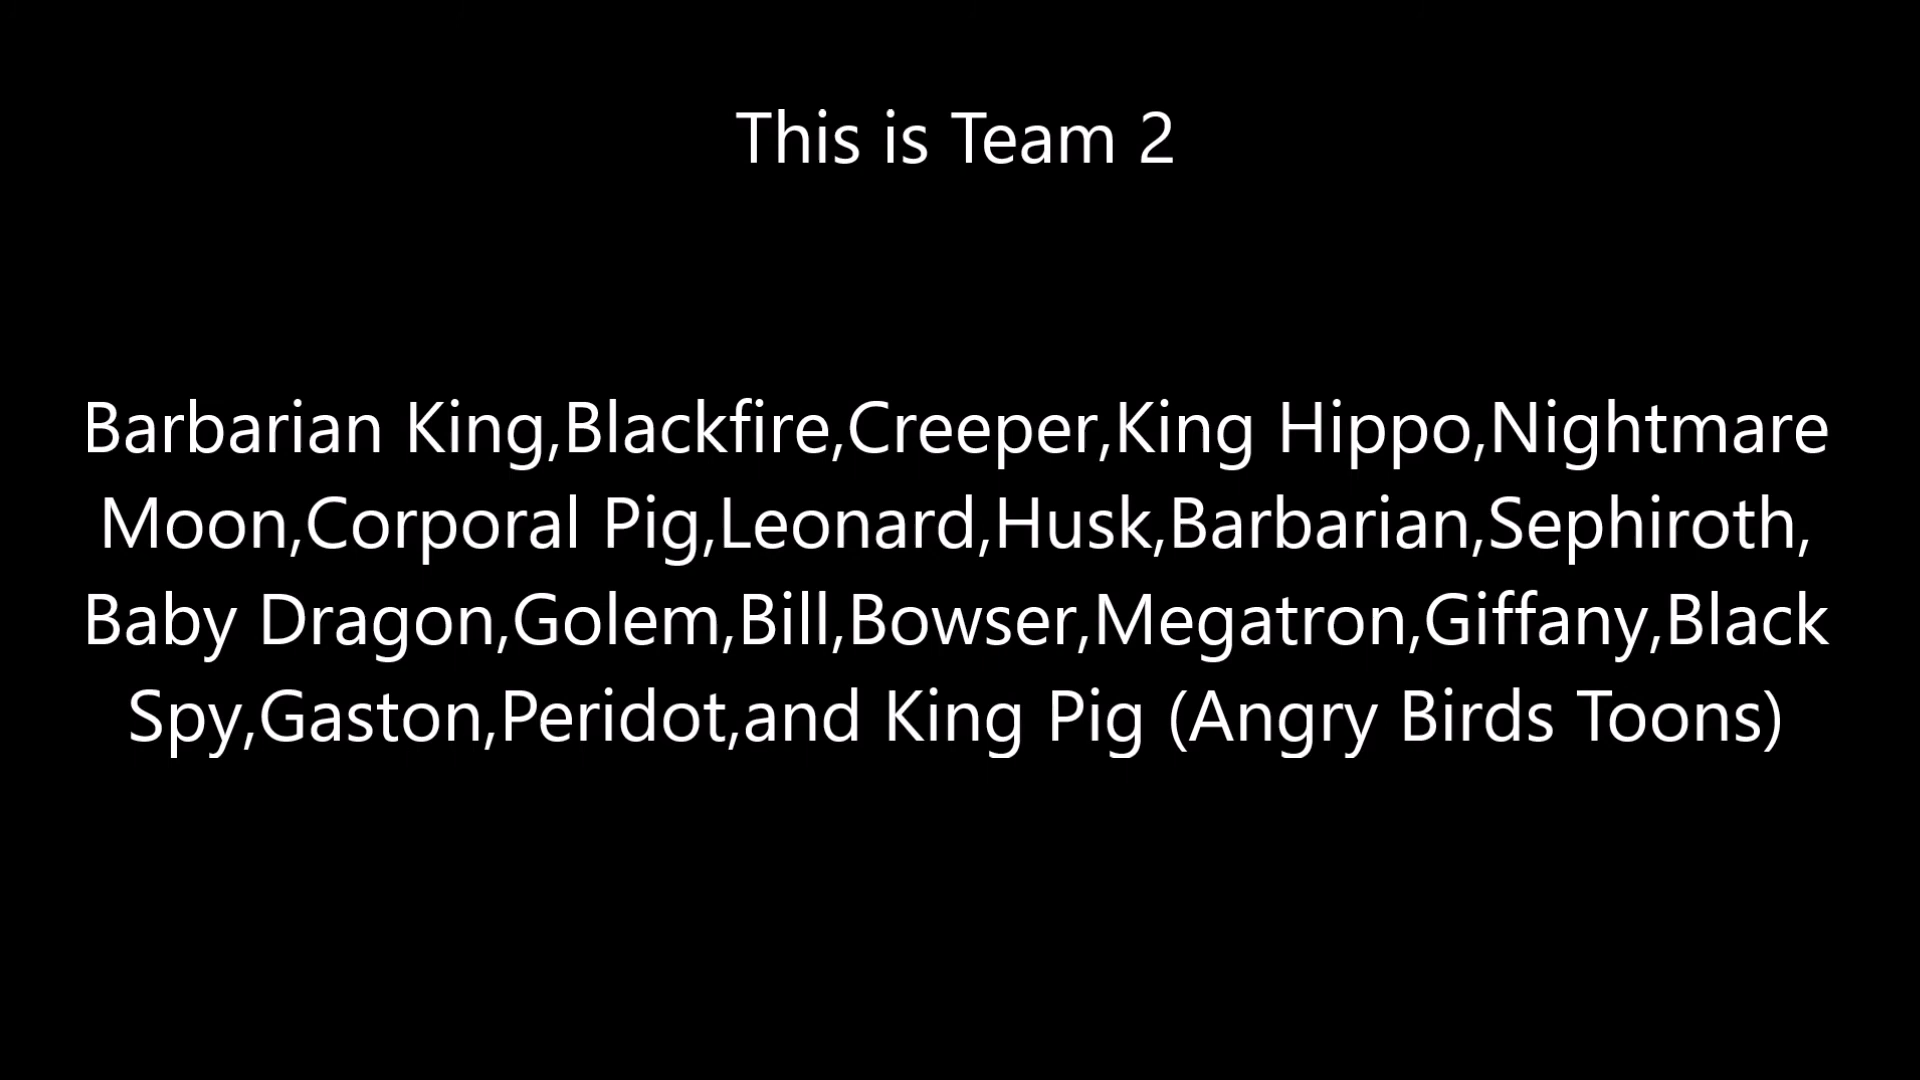 This is Team 2
Barbarian King,Blackfire,Creeper,King Hippo,Nightmare
Moon,Corporal Pig,Leonard,Husk,Barbarian,Sephiroth,
Baby Dragon,Golem,Bill,Bowser,Megatron,Giffany,Black
Spy,Gaston,Peridot,and King Pig (Angry Birds Toons)